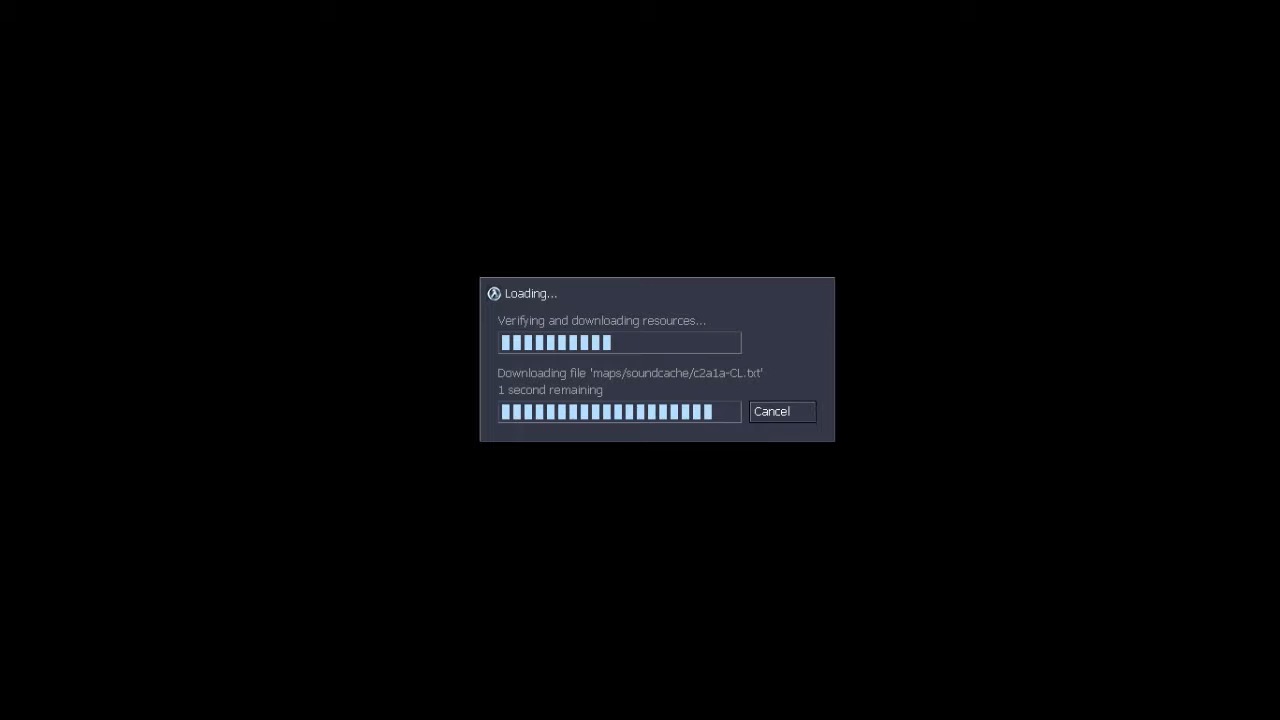 Loading...
Verifying and downloading resources...
Downloading file 'maps/soundcache/c2a1a-CL.txt'
1 second remaining
Cancel